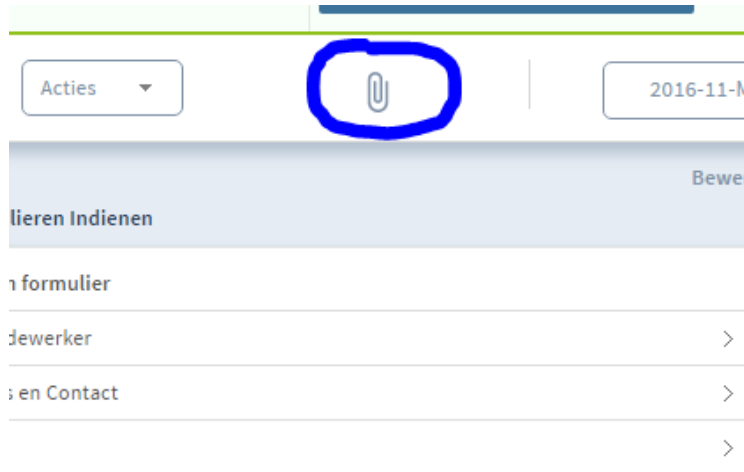 Acties
2016-11-M
Bewe
lieren Indienen
n formulier
dewerker
s en Contact